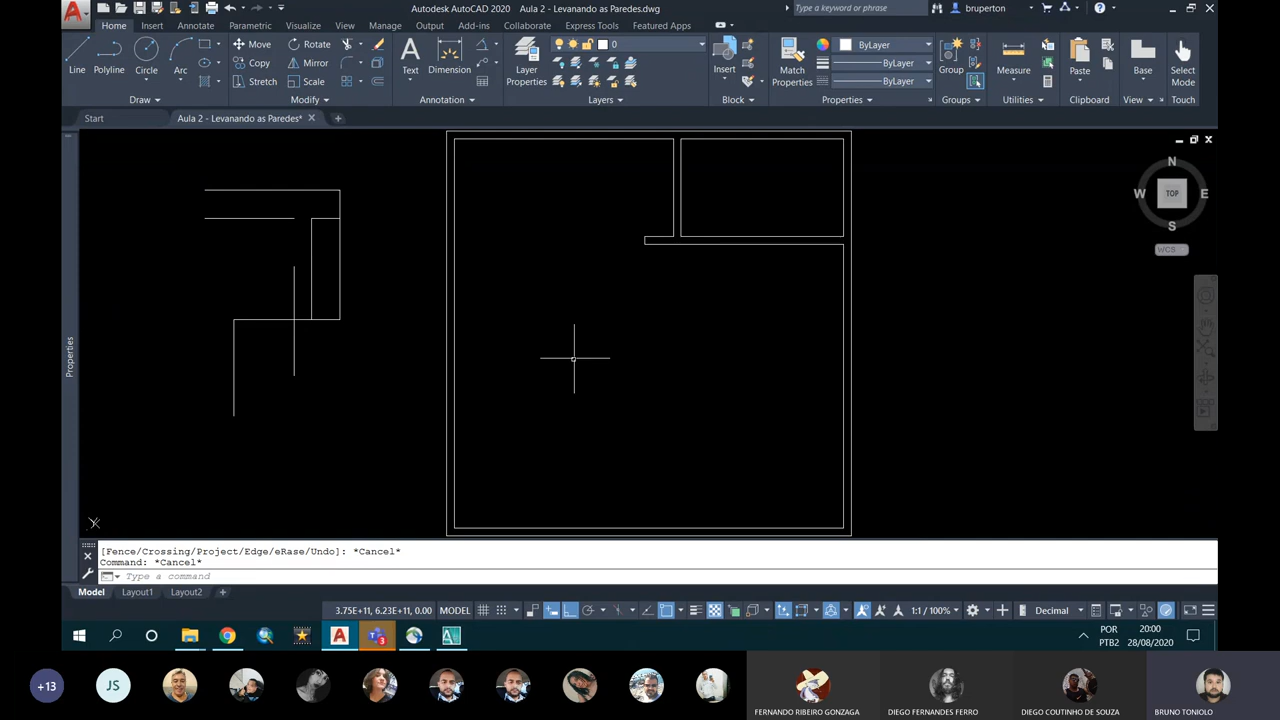 Autodesk AutoCAD 2020 Aula 2 - Levanando as Paredes.dwg
Type a keyword or phrase
bruperton
Home Insert Annotate Parametric Visualize View Manage Output Add-ins Collaborate Express Tools Featured Apps
Line Polyline Circle Arc
Move Rotate
Copy Mirror
Stretch Scale
Text Dimension
Layer Properties
0
Insert
Match Properties
ByLayer
ByLayer
ByLayer
Group
Measure
Paste
Base
Select Mode
Draw Modify Annotation Layers Block Properties Groups Utilities Clipboard View Touch
Start Aula 2 - Levanando as Paredes*
N
W TOP E
S
WCS
Properties
[Fence/Crossing/Project/Edge/eRase/Undo]: *Cancel*
Command: *Cancel*
Type a command
Model Layout1 Layout2
3.75E+11, 6.23E+11, 0.00 MODEL 1:1 / 100% Decimal
POR 20:00
PTB2 28/08/2020
3
+13
JS
FERNANDO RIBEIRO GONZAGA
DIEGO FERNANDES FERRO
DIEGO COUTINHO DE SOUZA
BRUNO TONIOLO